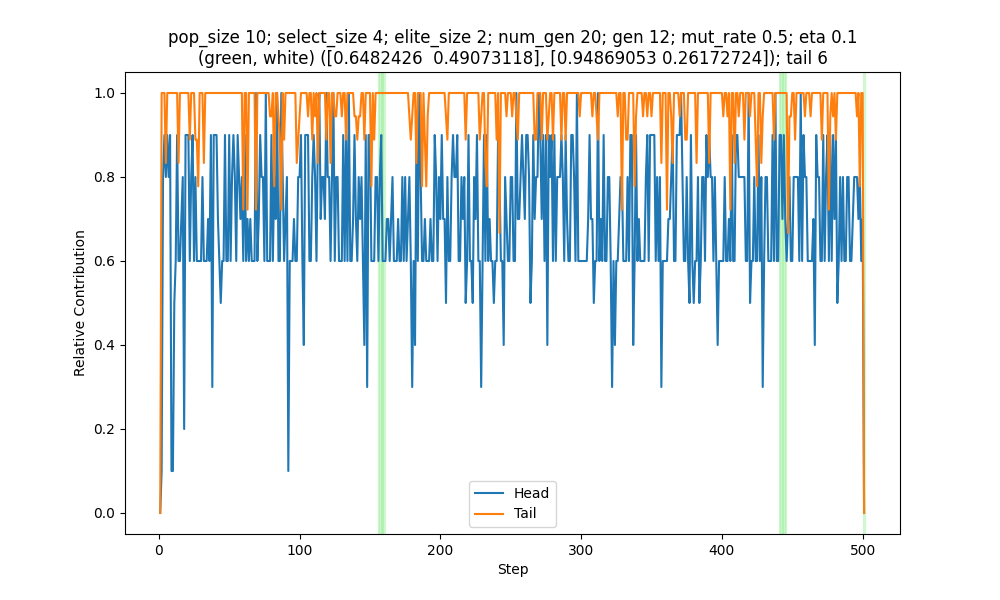 pop_size 10; select_size 4; elite_size 2; num_gen 20; gen 12; mut_rate 0.5; eta 0.1
(green, white) ([0.6482426  0.49073118], [0.94869053 0.26172724]); tail 6
Relative Contribution
1.0
0.8
0.6
0.4
0.2
0.0
Head
Tail
0 100 200 300 400 500
Step